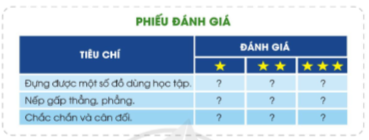 PHIẾU ĐÁNH GIÁ
TIÊU CHÍ
ĐÁNH GIÁ
★ ★★ ★★★
Đựng được một số đồ dùng học tập. ? ? ?
Nếp gấp thẳng, phẳng. ? ? ?
Chắc chắn và cân đối. ? ? ?